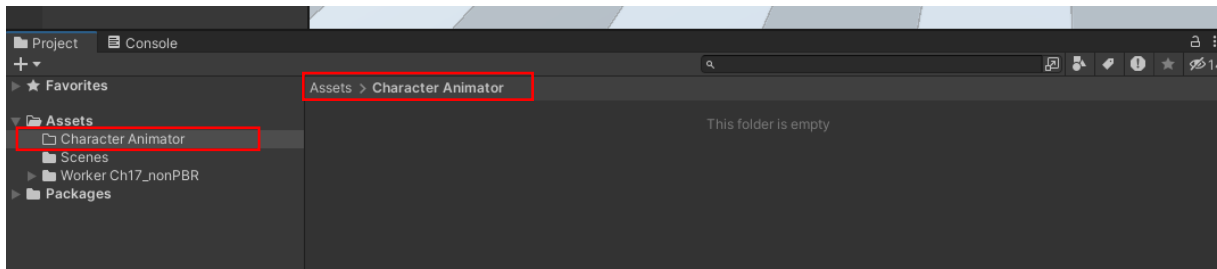 Project Console
Favorites
Assets > Character Animator
Assets
This folder is empty
Character Animator
Scenes
Worker Ch17_nonPBR
Packages